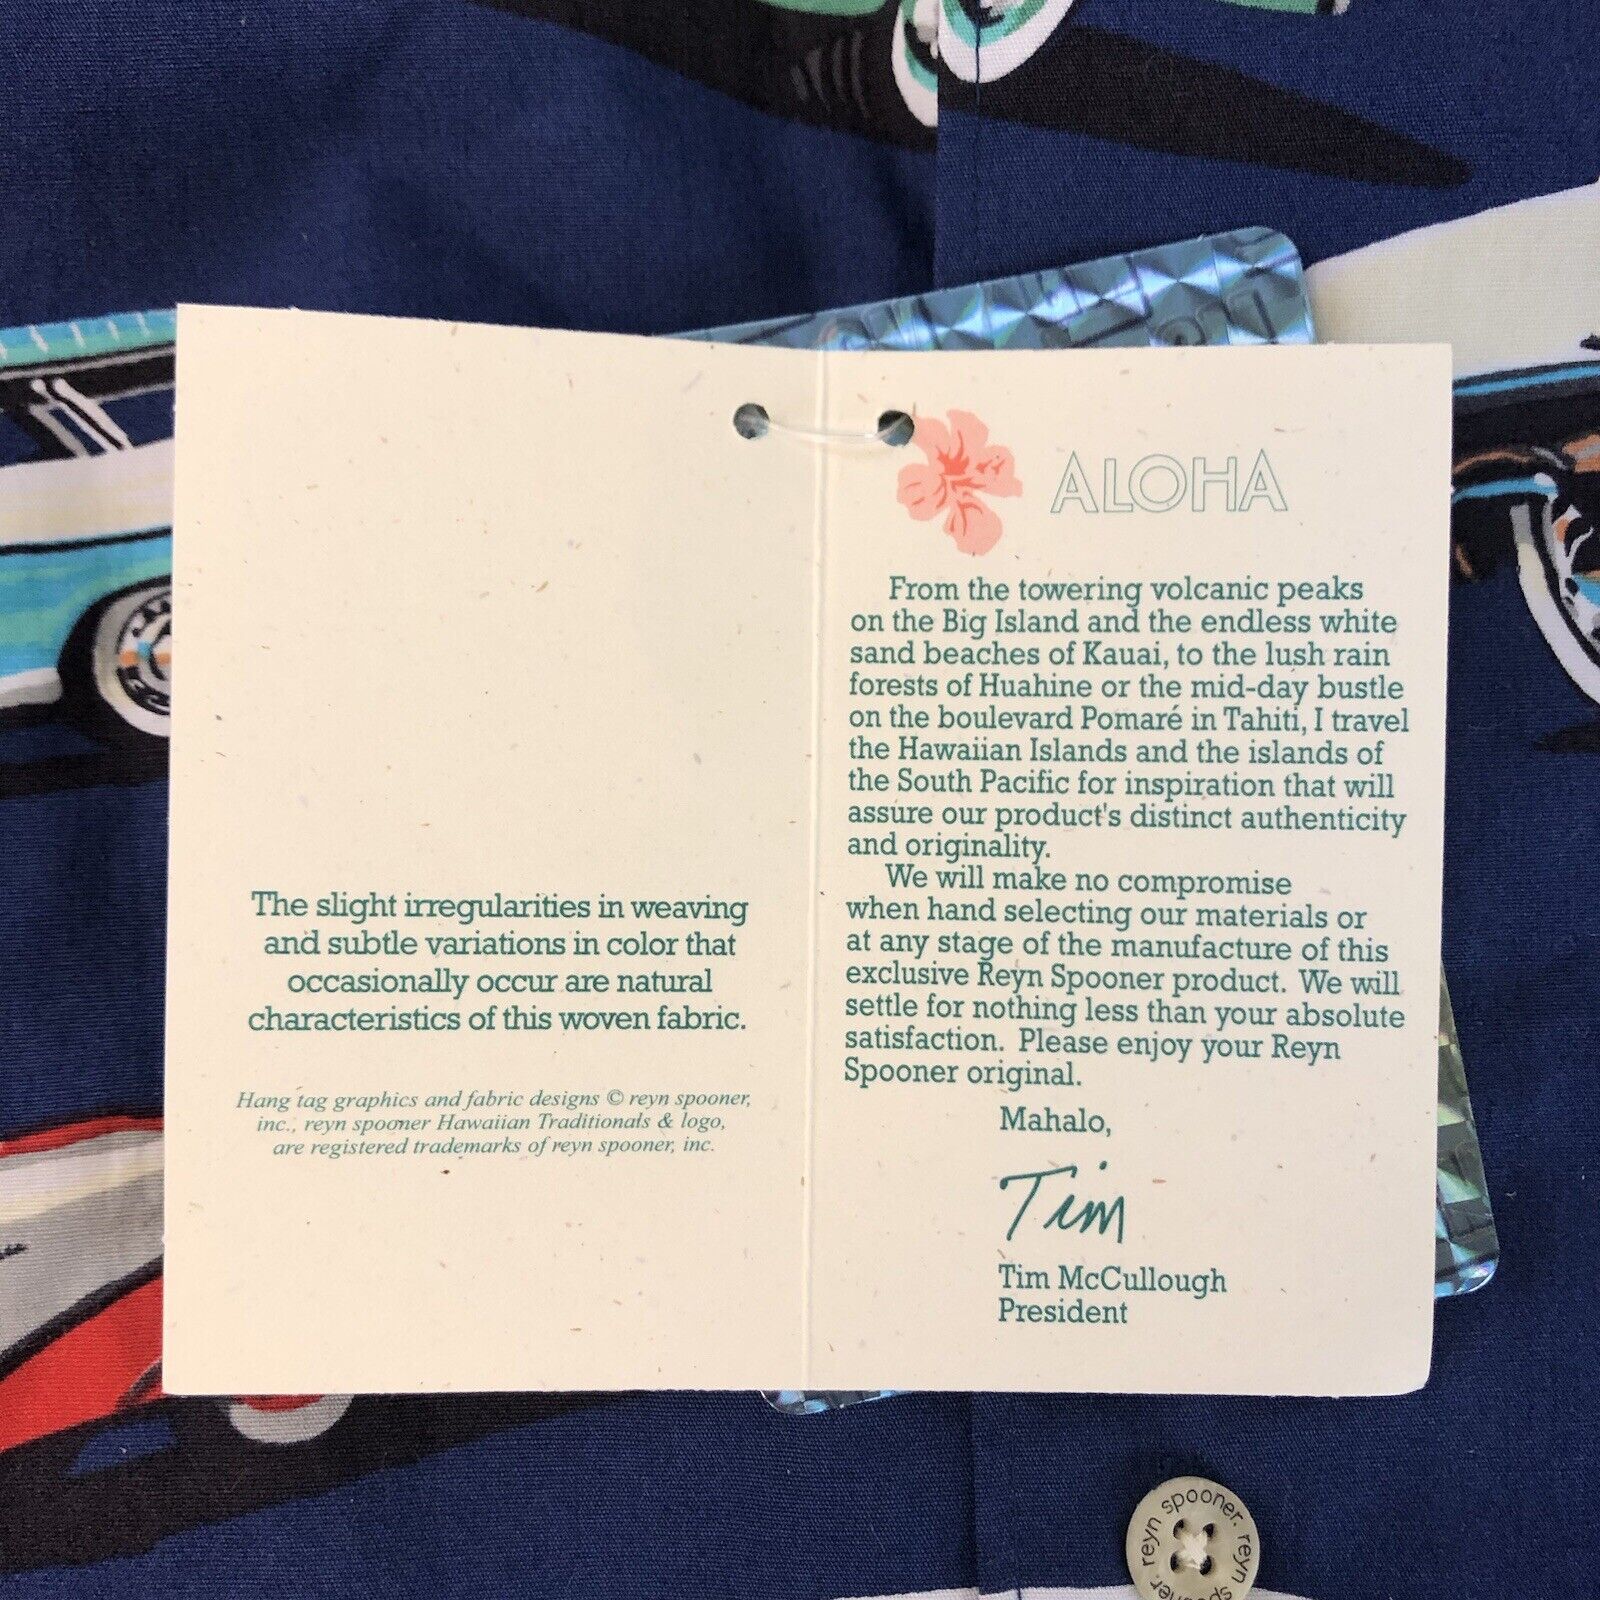 The slight irregularities in weaving
and subtle variations in color that
occasionally occur are natural
characteristics of this woven fabric.
Hang tag graphics and fabric designs © reyn spooner,
inc., reyn spooner Hawaiian Traditionals & logo,
are registered trademarks of reyn spooner, inc.
ALOHA
From the towering volcanic peaks
on the Big Island and the endless white
sand beaches of Kauai, to the lush rain
forests of Huahine or the mid-day bustle
on the boulevard Pomaré in Tahiti, I travel
the Hawaiian Islands and the islands of
the South Pacific for inspiration that will
assure our product's distinct authenticity
and originality.
We will make no compromise
when hand selecting our materials or
at any stage of the manufacture of this
exclusive Reyn Spooner product. We will
settle for nothing less than your absolute
satisfaction. Please enjoy your Reyn
Spooner original.
Mahalo,
Tim
Tim McCullough
President
reyn spooner. reyn spooner.